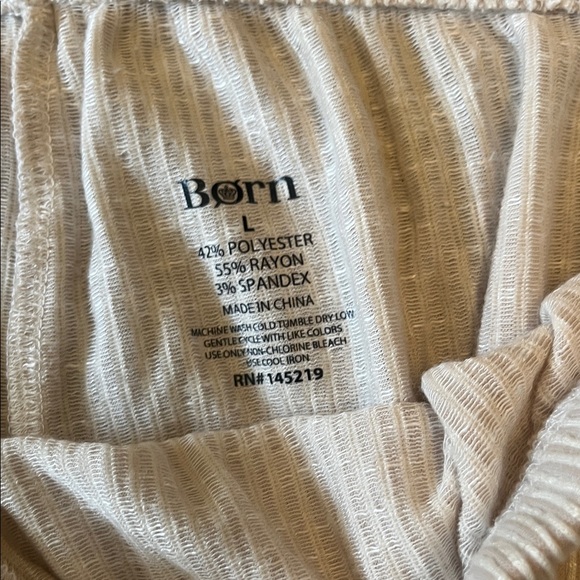 Børn
L
42% POLYESTER
55% RAYON
3% SPANDEX
MADE IN CHINA
MACHINE WASH COLD TUMBLE DRY LOW
GENTLE CYCLE WITH LIKE COLORS
USE ONLY NON-CHLORINE BLEACH
USE COOL IRON
RN# 145219